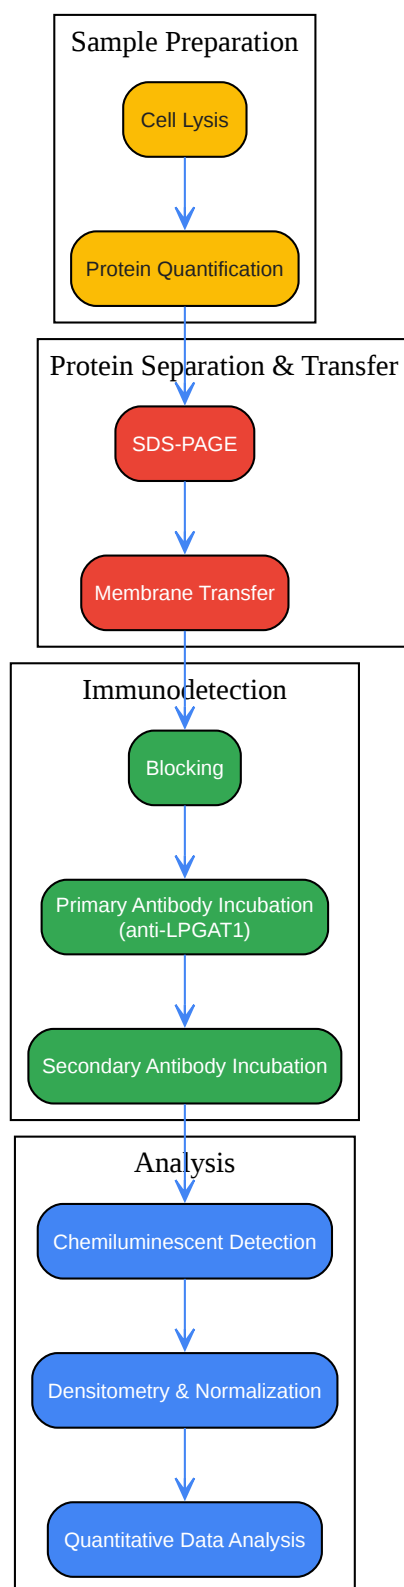 Sample Preparation
Cell Lysis
Protein Quantification
Protein Separation & Transfer
SDS-PAGE
Membrane Transfer
Immunodetection
Blocking
Primary Antibody Incubation
(anti-LPGAT1)
Secondary Antibody Incubation
Analysis
Chemiluminescent Detection
Densitometry & Normalization
Quantitative Data Analysis